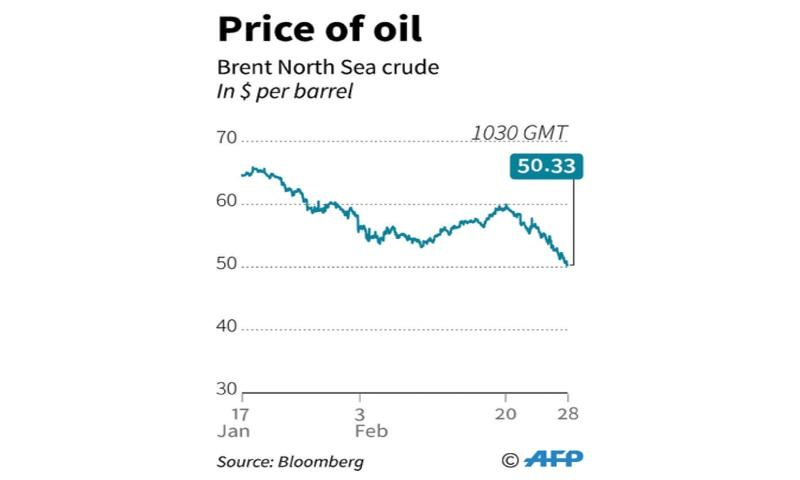 Price of oil
Brent North Sea crude
In $ per barrel
1030 GMT
70
50.33
60
50
40
30
17 3 20 28
Jan Feb
Source: Bloomberg © AFP